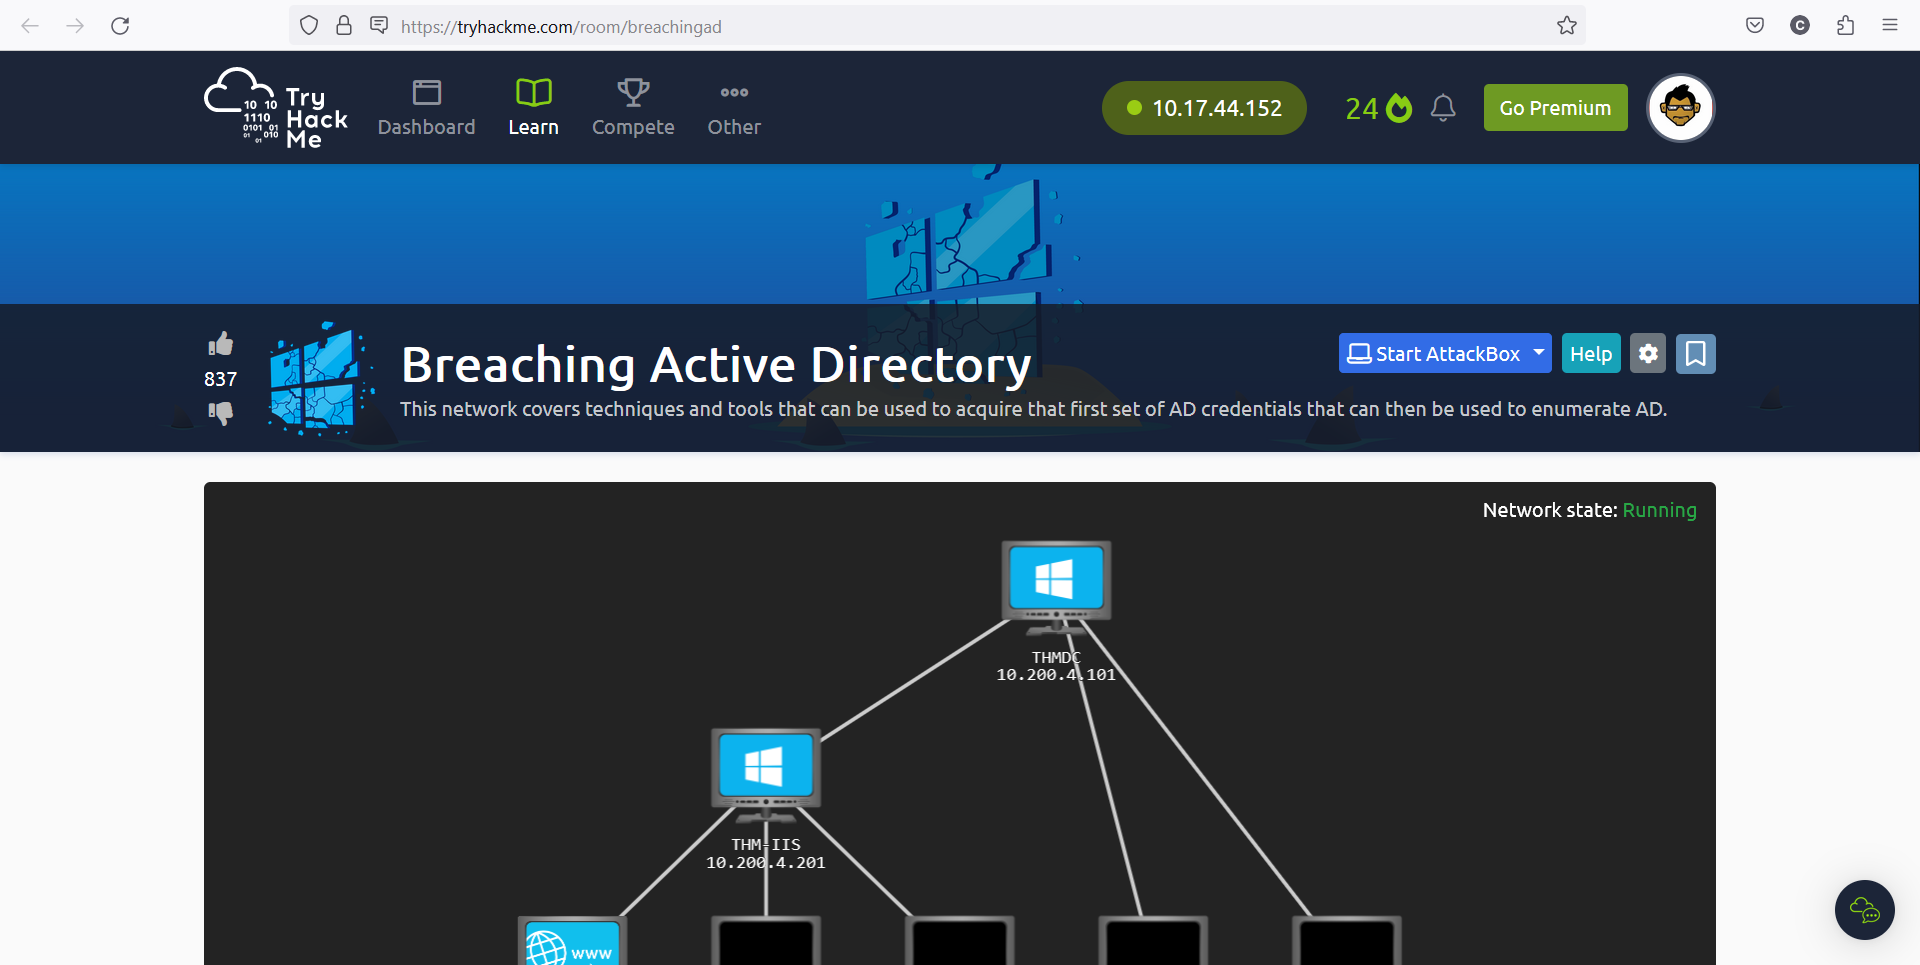 https://tryhackme.com/room/breachingad
C
10 10
1110
0101 01
01 010
01
Try
Hack
Me
Dashboard
Learn
Compete
Other
10.17.44.152
24
Go Premium
837
Breaching Active Directory
This network covers techniques and tools that can be used to acquire that first set of AD credentials that can then be used to enumerate AD.
Start AttackBox
Help
Network state: Running
THMDC
10.200.4.101
THM-IIS
10.200.4.201
www